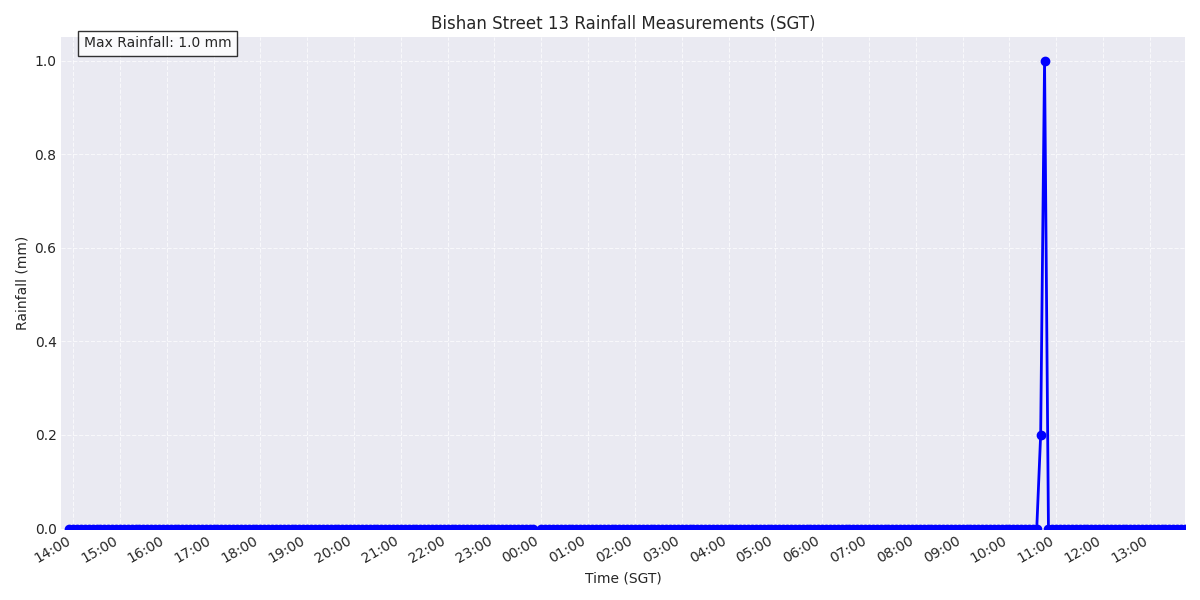 Bishan Street 13 Rainfall Measurements (SGT)
Max Rainfall: 1.0 mm
1.0
0.8
0.6
0.4
0.2
0.0
Rainfall (mm)
14:00 15:00 16:00 17:00 18:00 19:00 20:00 21:00 22:00 23:00 00:00 01:00 02:00 03:00 04:00 05:00 06:00 07:00 08:00 09:00 10:00 11:00 12:00 13:00
Time (SGT)